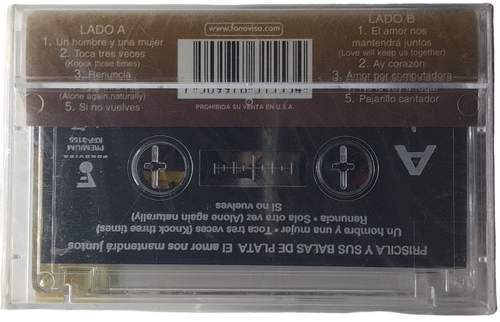 LADO A
1. Un hombre y una mujer
2. Toca tres veces
(Knock three times)
3. Renuncia
(Alone again naturally)
5. Si no vuelves
www.fonovisa.com
PROHIBIDA SU VENTA EN U.S.A.
LADO B
1. El amor nos
mantendrá juntos
(Love will keep us together)
2. Ay corazón
3. Amor por computadora
5. Pajarillo cantador
A
PRISCILA Y SUS BALAS DE PLATA El amor nos mantendrá juntos
Un hombre y una mujer • Toca tres veces (Knock three times)
Renuncia • Sola otra vez (Alone again naturally)
Si no vuelves
FONOVISA
PREMIUM
KFP-3155